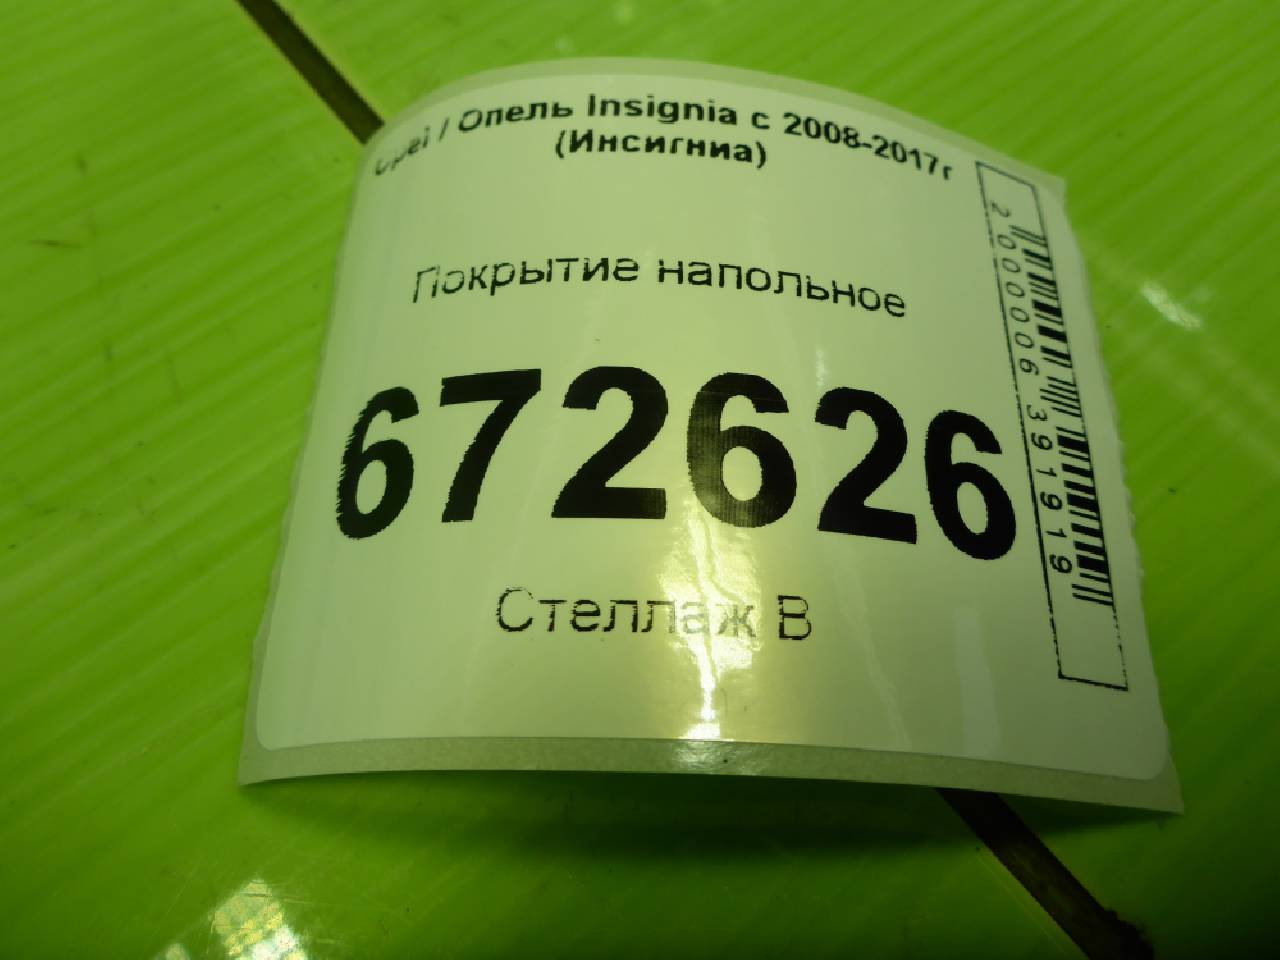 Opel / Опель Insignia с 2008-2017г
(Инсигниа)
Покрытие напольное
672626
Стеллаж В
2000006391919